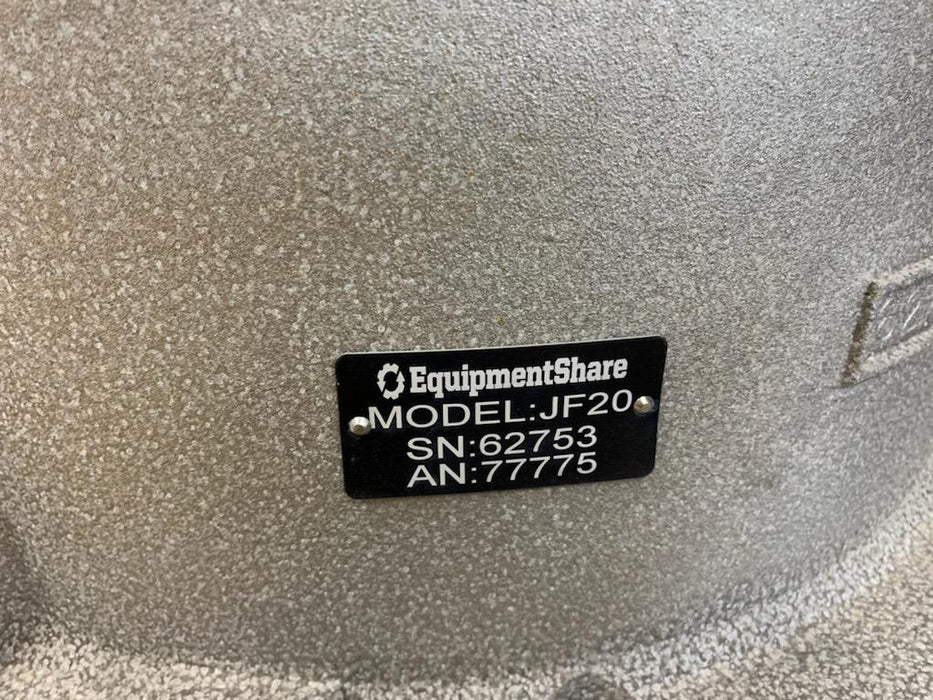 EquipmentShare
MODEL:JF20
SN:62753
AN:77775